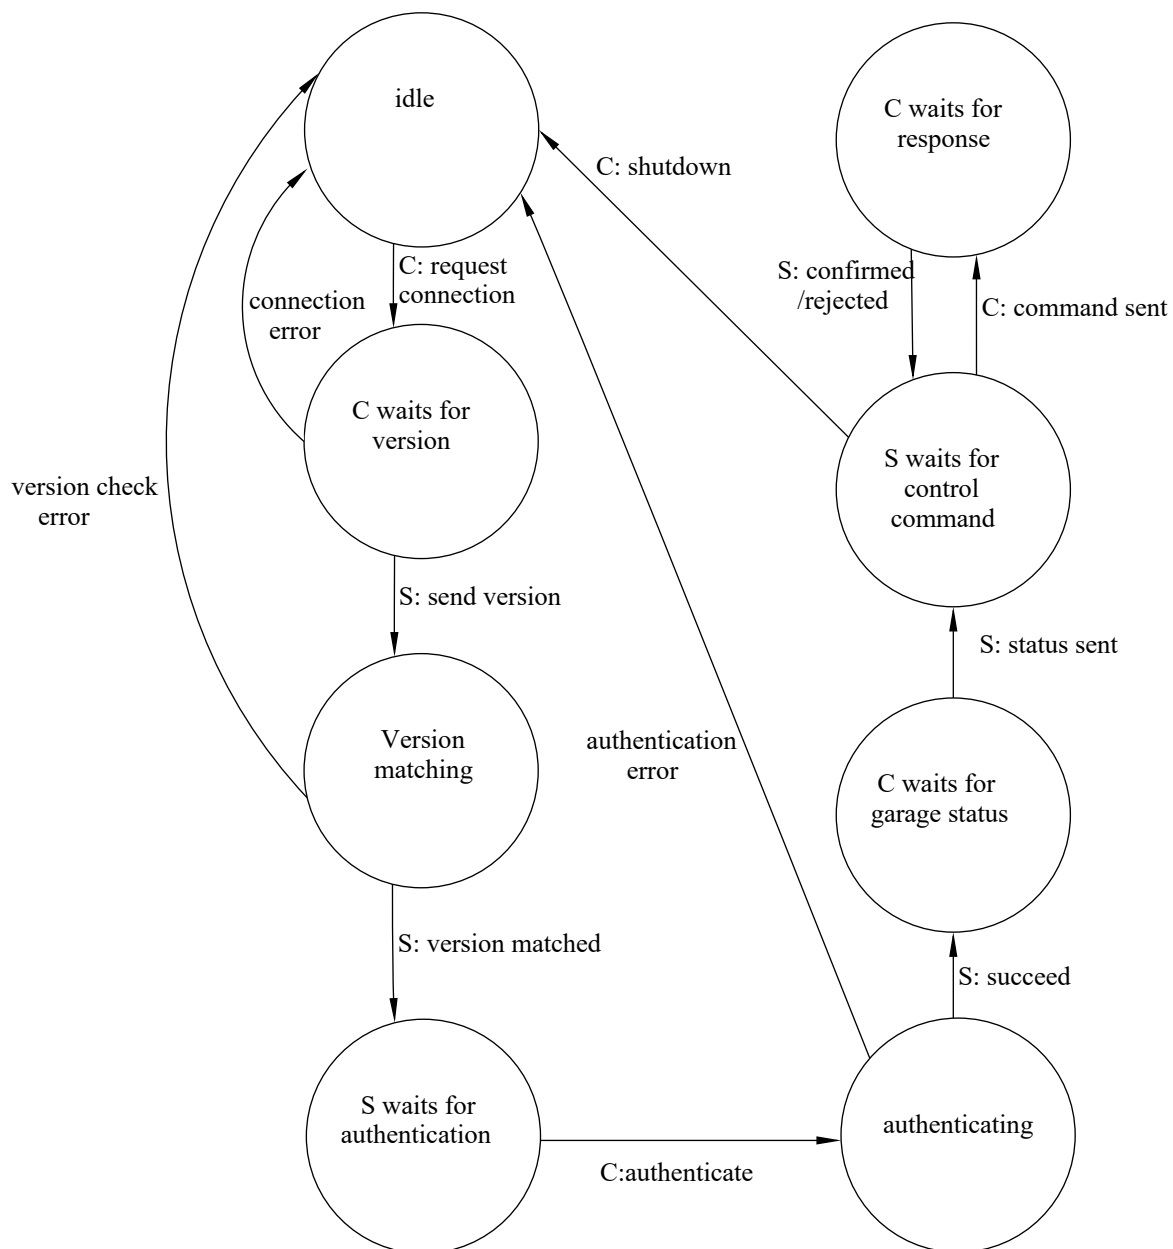 idle
C waits for
response
C: shutdown
C: request
connection
S: confirmed
/rejected
connection
error
C: command sent
C waits for
version
S waits for
control
command
version check
error
S: send version
S: status sent
Version
matching
authentication
error
C waits for
garage status
S: version matched
S: succeed
S waits for
authentication
authenticating
C:authenticate